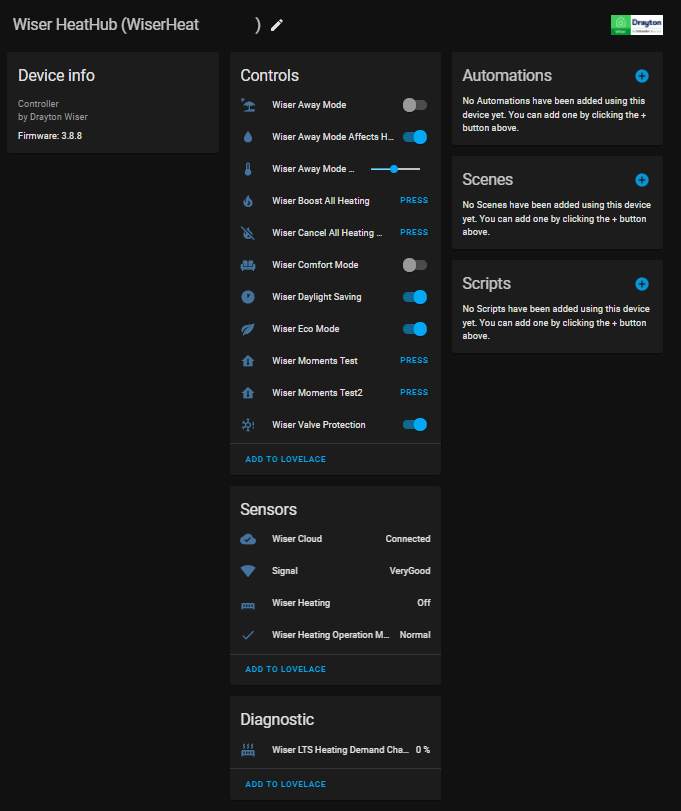 Wiser HeatHub (WiserHeat )
Drayton
Device info
Controller
by Drayton Wiser
Firmware: 3.8.8
Controls
Wiser Away Mode
Wiser Away Mode Affects H...
Wiser Away Mode ...
Wiser Boost All Heating PRESS
Wiser Cancel All Heating ... PRESS
Wiser Comfort Mode
Wiser Daylight Saving
Wiser Eco Mode
Wiser Moments Test PRESS
Wiser Moments Test2 PRESS
Wiser Valve Protection
ADD TO LOVELACE
Sensors
Wiser Cloud Connected
Signal VeryGood
Wiser Heating Off
Wiser Heating Operation M... Normal
ADD TO LOVELACE
Diagnostic
Wiser LTS Heating Demand Cha... 0 %
ADD TO LOVELACE
Automations
No Automations have been added using this
device yet. You can add one by clicking the +
button above.
Scenes
No Scenes have been added using this device
yet. You can add one by clicking the + button
above.
Scripts
No Scripts have been added using this device
yet. You can add one by clicking the + button
above.